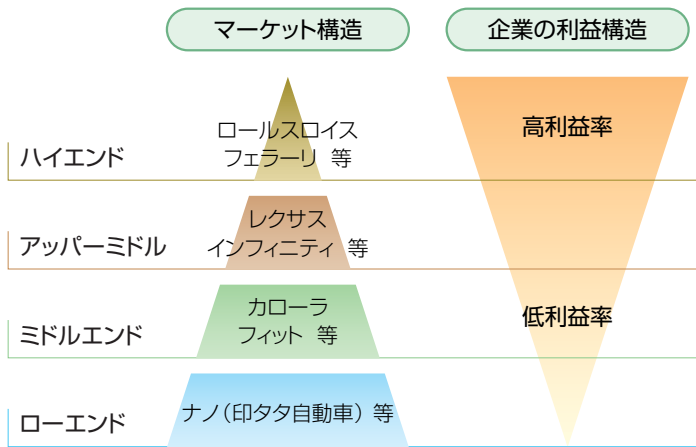 マーケット構造
企業の利益構造
ハイエンド
ロールスロイス
フェラーリ 等
高利益率
アッパーミドル
レクサス
インフィニティ 等
ミドルエンド
カローラ
フィット 等
低利益率
ローエンド
ナノ（印タタ自動車）等